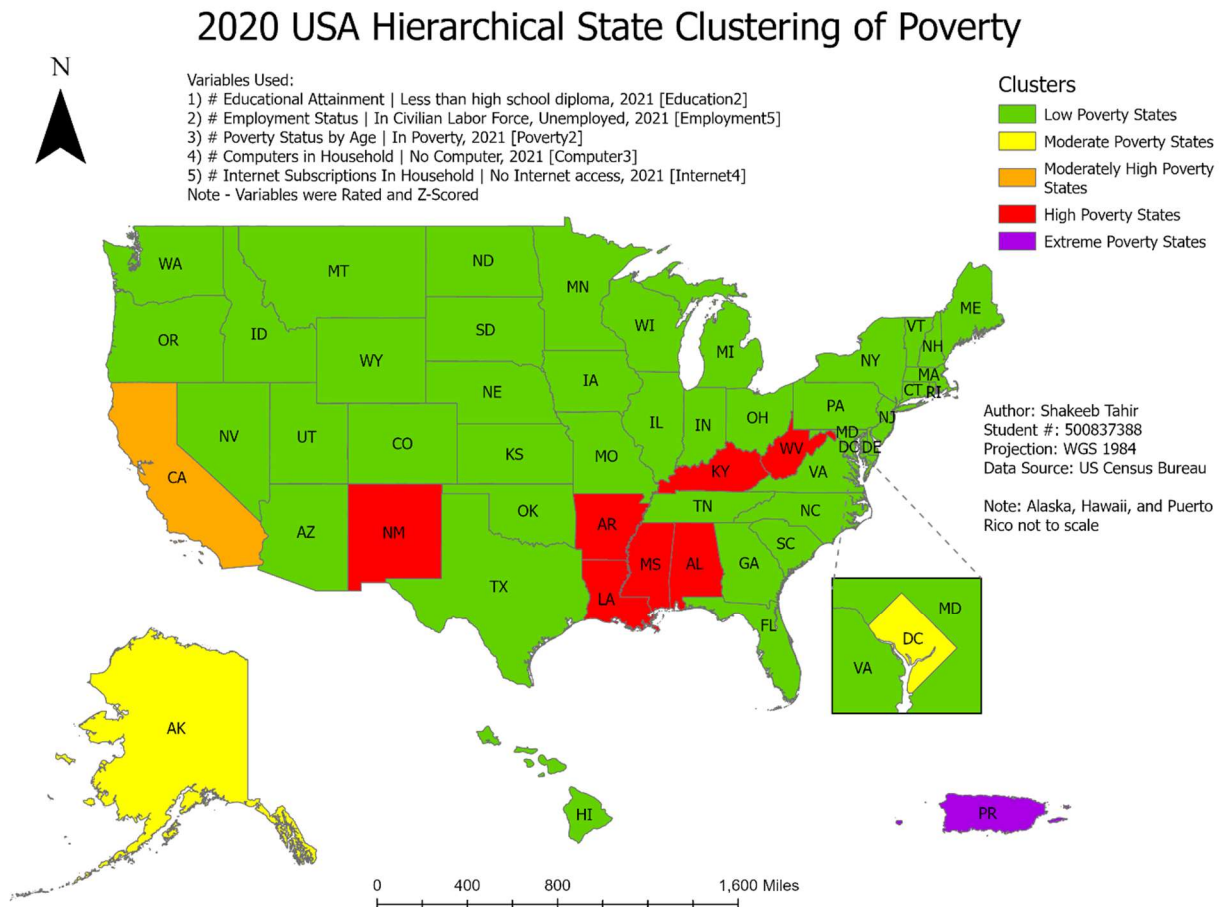 2020 USA Hierarchical State Clustering of Poverty
N
Variables Used:
1) # Educational Attainment | Less than high school diploma, 2021 [Education2]
2) # Employment Status | In Civilian Labor Force, Unemployed, 2021 [Employment5]
3) # Poverty Status by Age | In Poverty, 2021 [Poverty2]
4) # Computers in Household | No Computer, 2021 [Computer3]
5) # Internet Subscriptions In Household | No Internet access, 2021 [Internet4]
Note - Variables were Rated and Z-Scored
Clusters
Low Poverty States
Moderate Poverty States
Moderately High Poverty
States
High Poverty States
Extreme Poverty States
WA
MT
ND
MN
ME
OR
ID
WY
SD
WI
MI
VT
NH
NY
MA
CT RI
NE
IA
IL
IN
OH
PA
NJ
NV
UT
CO
KS
MO
KY
WV
MD
DC DE
VA
CA
AZ
NM
OK
AR
TN
NC
SC
TX
LA
MS
AL
GA
FL
Author: Shakeeb Tahir
Student #: 500837388
Projection: WGS 1984
Data Source: US Census Bureau
Note: Alaska, Hawaii, and Puerto
Rico not to scale
MD
DC
VA
AK
HI
PR
0 400 800 1,600 Miles